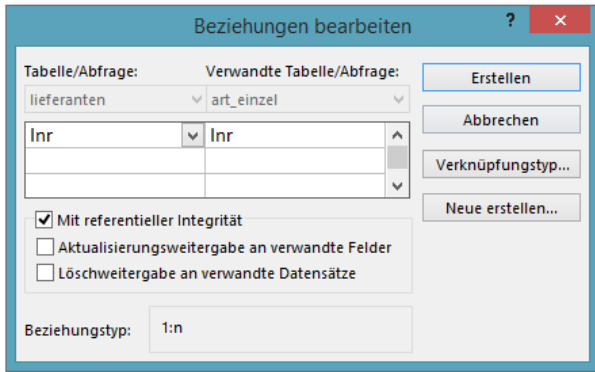 Beziehungen bearbeiten ?
Tabelle/Abfrage: Verwandte Tabelle/Abfrage:
lieferanten art_einzel
lnr lnr
Mit referentieller Integrität
Aktualisierungsweitergabe an verwandte Felder
Löschweitergabe an verwandte Datensätze
Beziehungstyp: 1:n
Erstellen
Abbrechen
Verknüpfungstyp...
Neue erstellen...